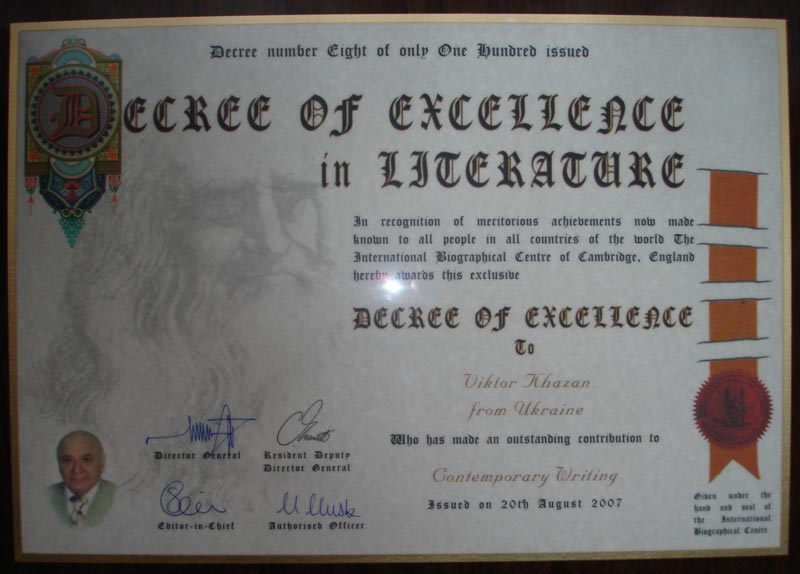 Decree number Eight of only One Hundred issued
DECREE OF EXCELLENCE
in LITERATURE
In recognition of meritorious achievements now made
known to all people in all countries of the world The
International Biographical Centre of Cambridge, England
hereby awards this exclusive
DECREE OF EXCELLENCE
To
Viktor Khazan
from Ukraine
Who has made an outstanding contribution to
Contemporary Writing
Issued on 20th August 2007
Director General
Resident Deputy
Director General
Editor-in-Chief
Authorised Officer
Given under the
hand and seal of
the International
Biographical Centre